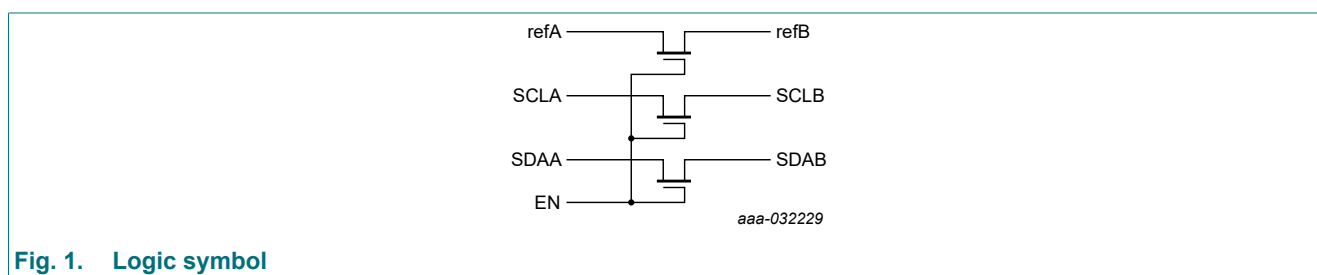 refA refB
SCLA SCLB
SDAA SDAB
EN
aaa-032229
Fig. 1. Logic symbol